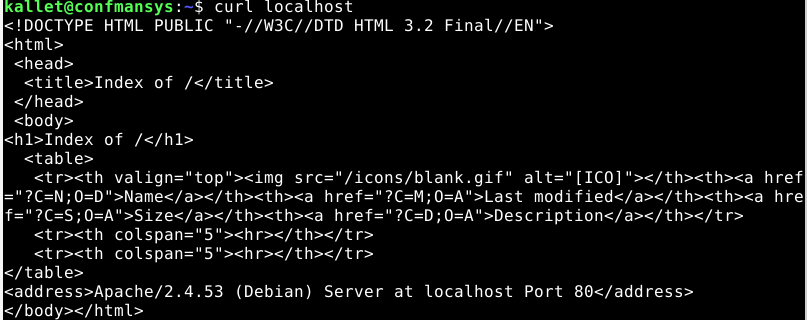 kallet@confmansys:~$ curl localhost
<!DOCTYPE HTML PUBLIC "-//W3C//DTD HTML 3.2 Final//EN">
<html>
 <head>
  <title>Index of /</title>
 </head>
 <body>
<h1>Index of /</h1>
  <table>
   <tr><th valign="top"><img src="/icons/blank.gif" alt="[ICO]"></th><th><a href
="?C=N;O=D">Name</a></th><th><a href="?C=M;O=A">Last modified</a></th><th><a hre
f="?C=S;O=A">Size</a></th><th><a href="?C=D;O=A">Description</a></th></tr>
   <tr><th colspan="5"><hr></th></tr>
   <tr><th colspan="5"><hr></th></tr>
</table>
<address>Apache/2.4.53 (Debian) Server at localhost Port 80</address>
</body></html>